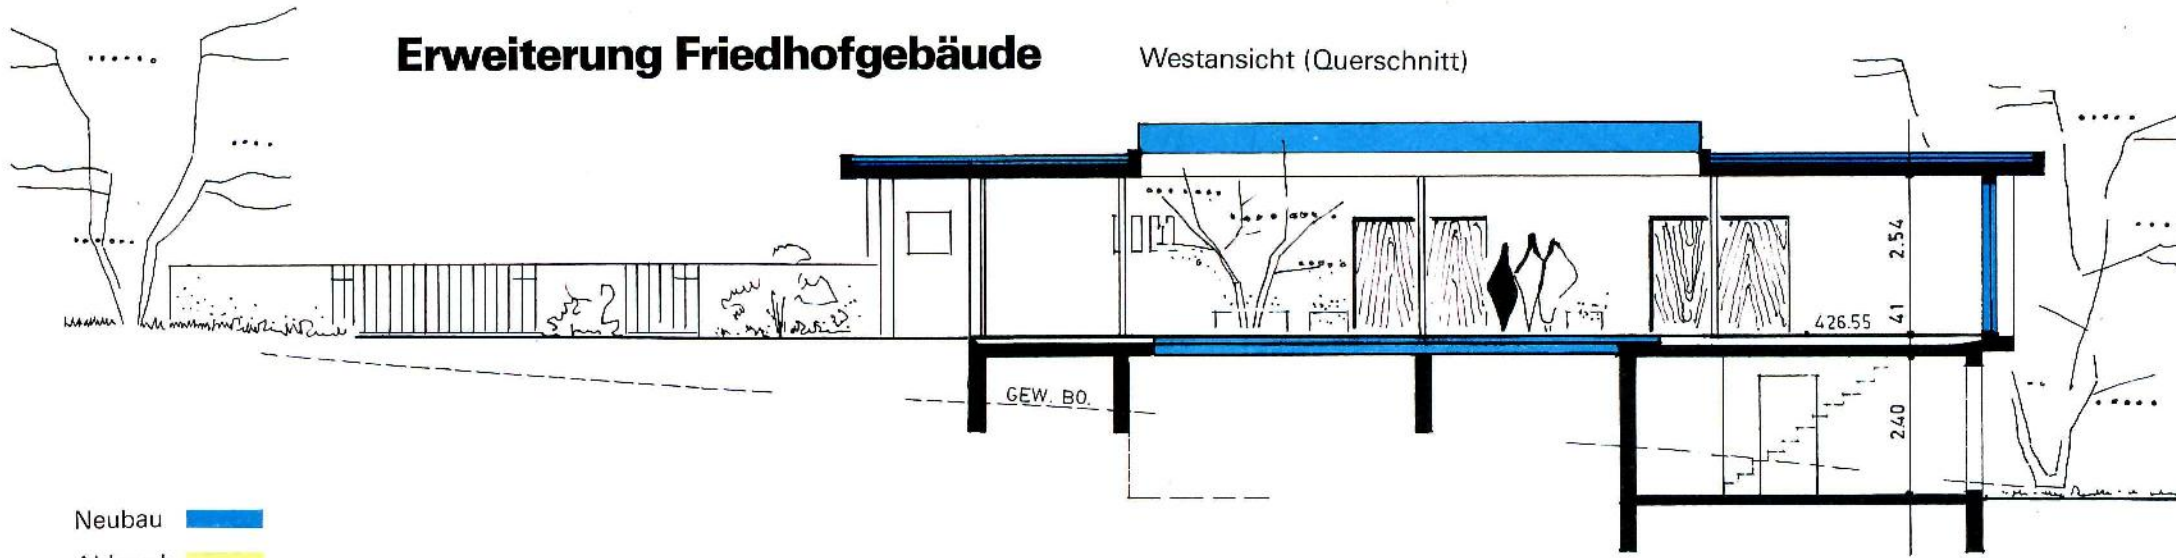 Erweiterung Friedhofgebäude
Westansicht (Querschnitt)
2.54
426.55
41
GEW. BO.
2.40
Neubau